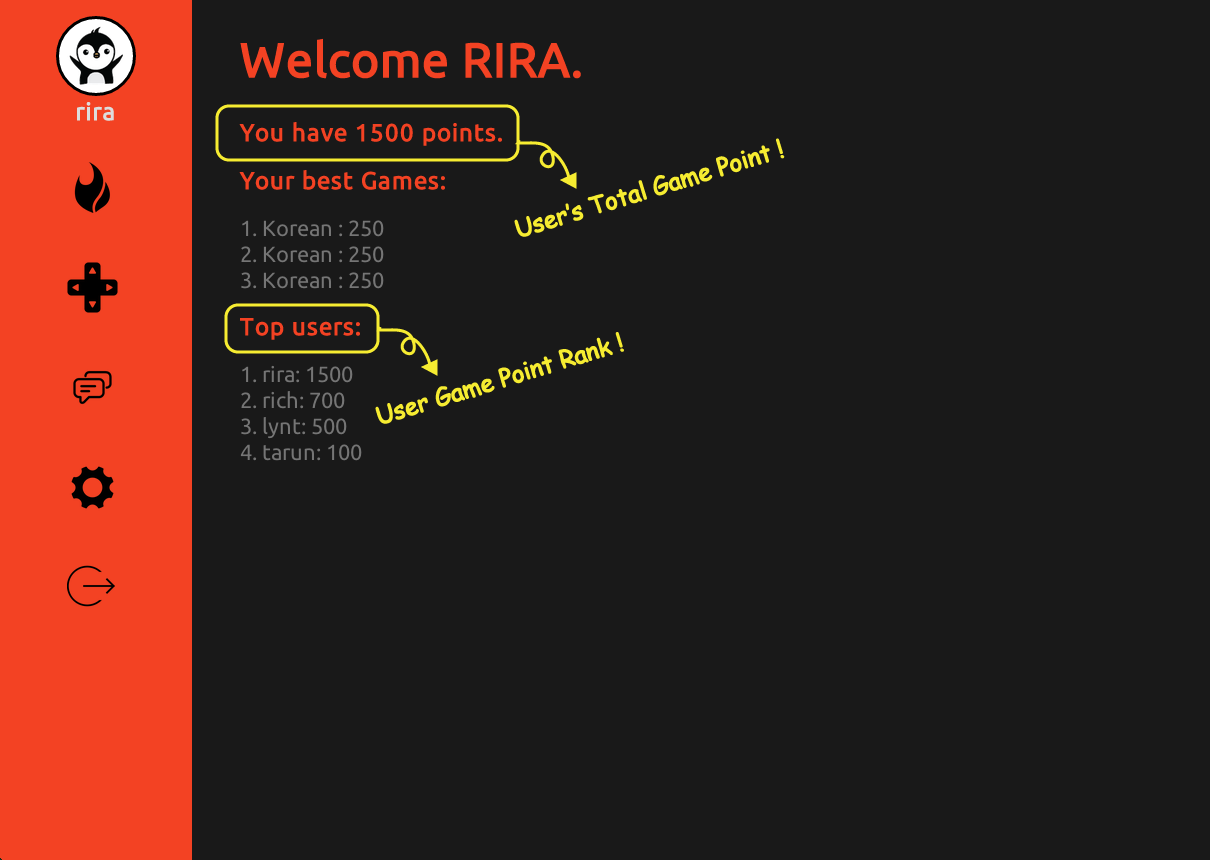 rira
Welcome RIRA.
You have 1500 points.
User's Total Game Point !
Your best Games:
1. Korean : 250
2. Korean : 250
3. Korean : 250
Top users:
User Game Point Rank !
1. rira: 1500
2. rich: 700
3. lynt: 500
4. tarun: 100